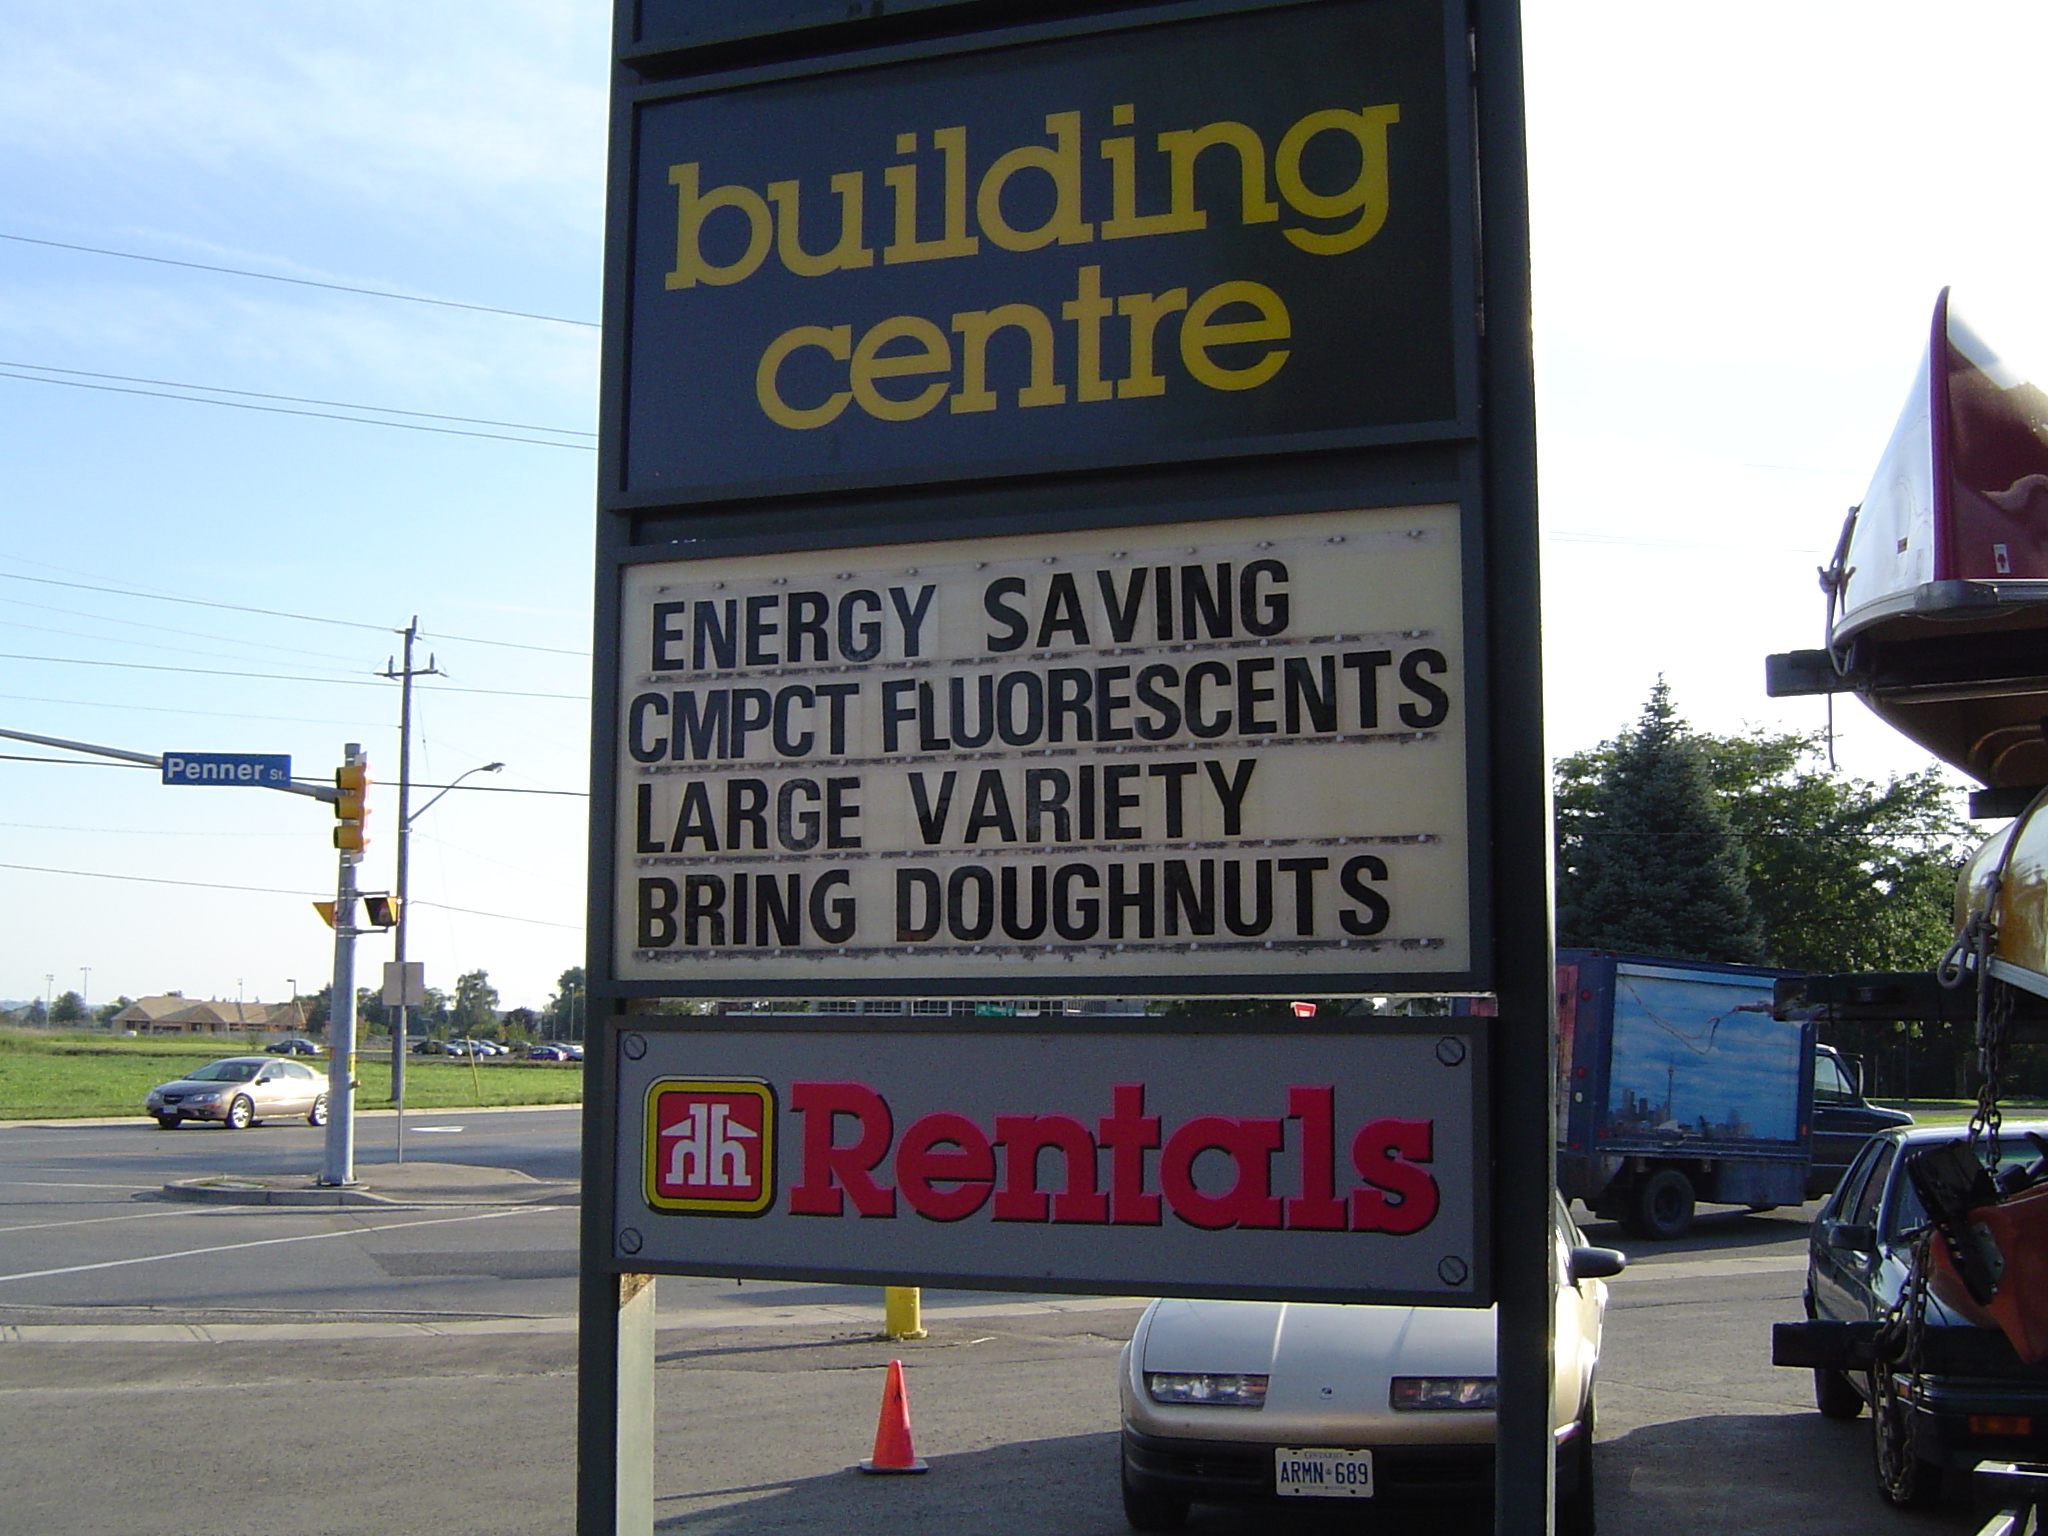 building
centre
ENERGY SAVING
CMPCT FLUORESCENTS
LARGE VARIETY
BRING DOUGHNUTS
Rentals
Penner St.
ARMN 689